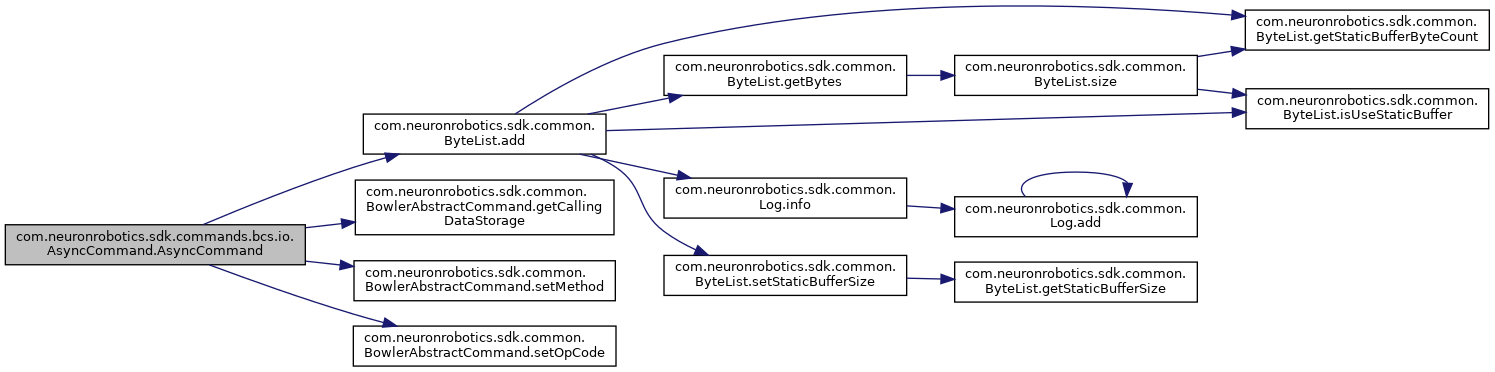 com.neuronrobotics.sdk.commands.bcs.io.
AsyncCommand.AsyncCommand
com.neuronrobotics.sdk.common.
ByteList.add
com.neuronrobotics.sdk.common.
BowlerAbstractCommand.getCalling
DataStorage
com.neuronrobotics.sdk.common.
BowlerAbstractCommand.setMethod
com.neuronrobotics.sdk.common.
BowlerAbstractCommand.setOpCode
com.neuronrobotics.sdk.common.
ByteList.getBytes
com.neuronrobotics.sdk.common.
Log.info
com.neuronrobotics.sdk.common.
ByteList.setStaticBufferSize
com.neuronrobotics.sdk.common.
ByteList.size
com.neuronrobotics.sdk.common.
Log.add
com.neuronrobotics.sdk.common.
ByteList.getStaticBufferSize
com.neuronrobotics.sdk.common.
ByteList.getStaticBufferByteCount
com.neuronrobotics.sdk.common.
ByteList.isUseStaticBuffer